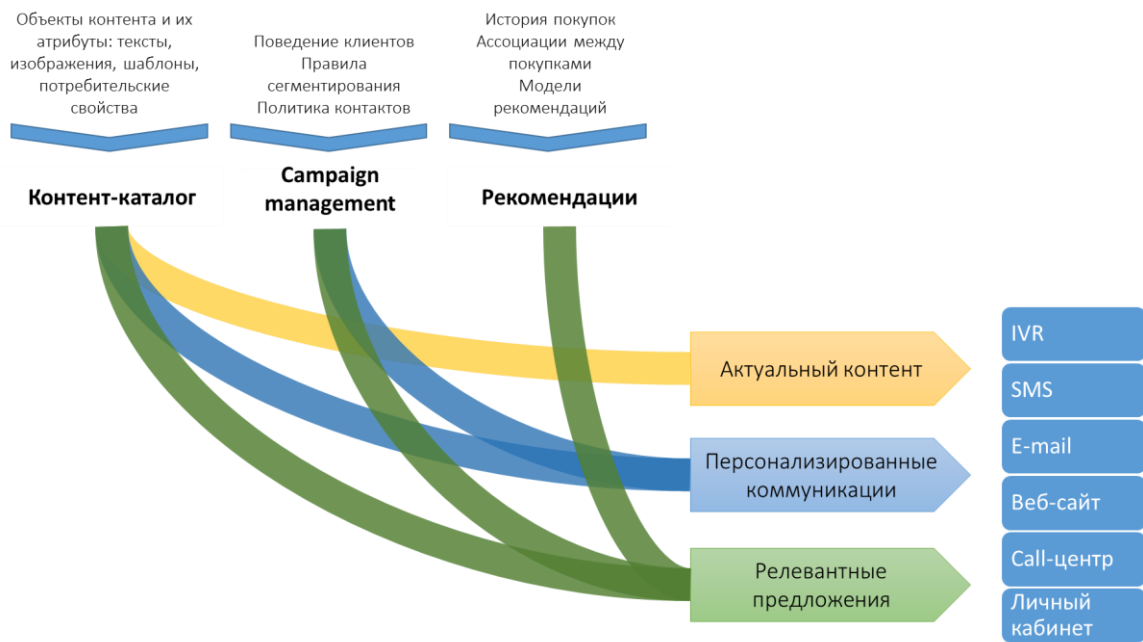 Объекты контента и их
атрибуты: тексты,
изображения, шаблоны,
потребительские
свойства
Поведение клиентов
Правила
сегментирования
Политика контактов
История покупок
Ассоциации между
покупками
Модели
рекомендаций
Контент-каталог
Campaign
management
Рекомендации
Актуальный контент
Персонализированные
коммуникации
Релевантные
предложения
IVR
SMS
E-mail
Веб-сайт
Call-центр
Личный
кабинет